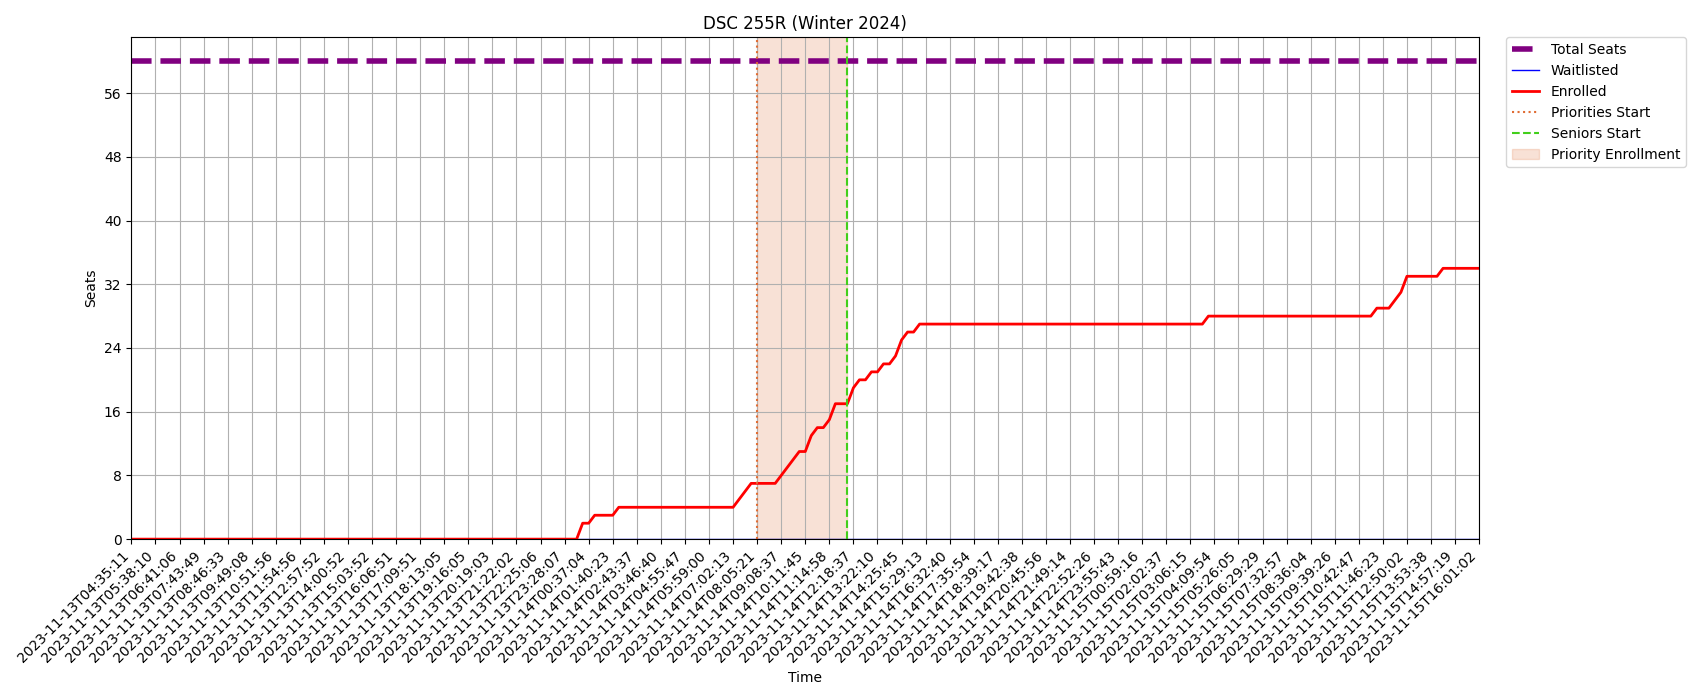 DSC 255R (Winter 2024)
Total Seats
Waitlisted
Enrolled
Priorities Start
Seniors Start
Priority Enrollment
Seats
56
48
40
32
24
16
8
0
2023-11-13T04:35:11
2023-11-13T05:38:10
2023-11-13T06:41:06
2023-11-13T07:43:49
2023-11-13T08:46:33
2023-11-13T09:49:08
2023-11-13T10:51:56
2023-11-13T11:54:56
2023-11-13T12:57:52
2023-11-13T14:00:52
2023-11-13T15:03:52
2023-11-13T16:06:51
2023-11-13T17:09:51
2023-11-13T18:13:05
2023-11-13T19:16:05
2023-11-13T20:19:03
2023-11-13T21:22:02
2023-11-13T22:25:06
2023-11-13T23:28:07
2023-11-14T00:37:04
2023-11-14T01:40:23
2023-11-14T02:43:37
2023-11-14T03:46:40
2023-11-14T04:55:47
2023-11-14T05:59:00
2023-11-14T07:02:13
2023-11-14T08:05:21
2023-11-14T09:08:37
2023-11-14T10:11:45
2023-11-14T11:14:58
2023-11-14T12:18:37
2023-11-14T13:22:10
2023-11-14T14:25:45
2023-11-14T15:29:13
2023-11-14T16:32:40
2023-11-14T17:35:54
2023-11-14T18:39:17
2023-11-14T19:42:38
2023-11-14T20:45:56
2023-11-14T21:49:14
2023-11-14T22:52:26
2023-11-14T23:55:43
2023-11-15T00:59:16
2023-11-15T02:02:37
2023-11-15T03:06:15
2023-11-15T04:09:54
2023-11-15T05:26:05
2023-11-15T06:29:29
2023-11-15T07:32:57
2023-11-15T08:36:04
2023-11-15T09:39:26
2023-11-15T10:42:47
2023-11-15T11:46:23
2023-11-15T12:50:02
2023-11-15T13:53:38
2023-11-15T14:57:19
2023-11-15T16:01:02
Time